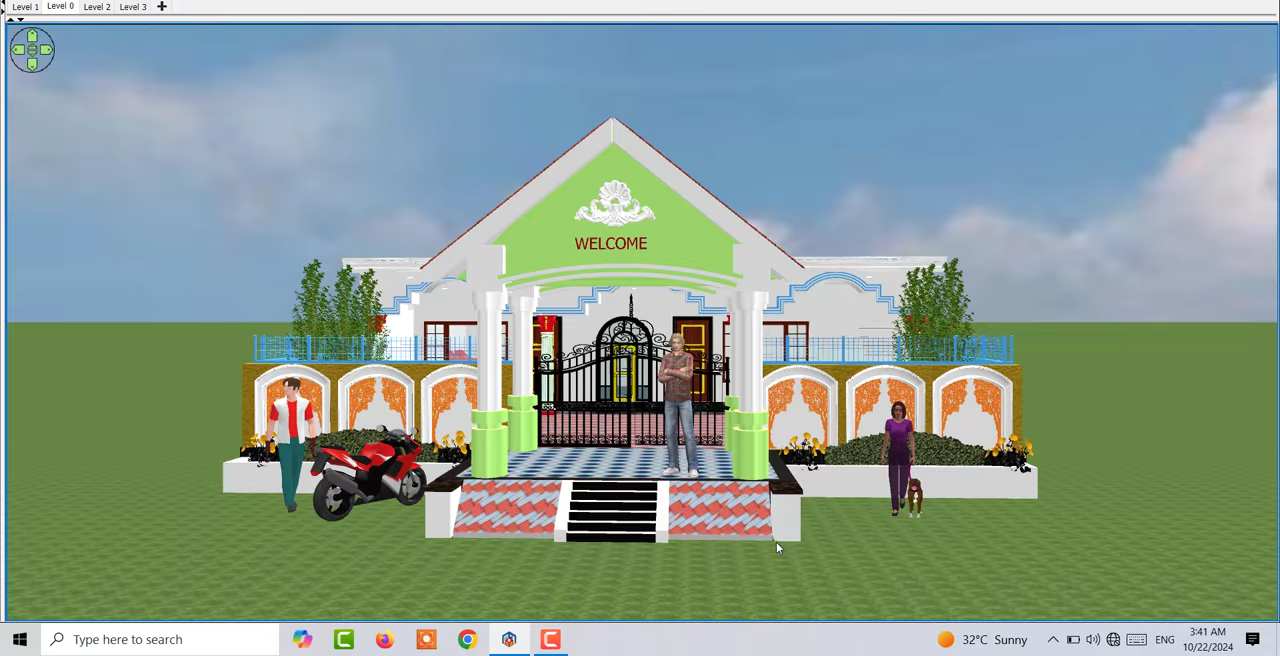 Level 1
Level 0
Level 2
Level 3
WELCOME
Type here to search
32°C Sunny
ENG
3:41 AM
10/22/2024